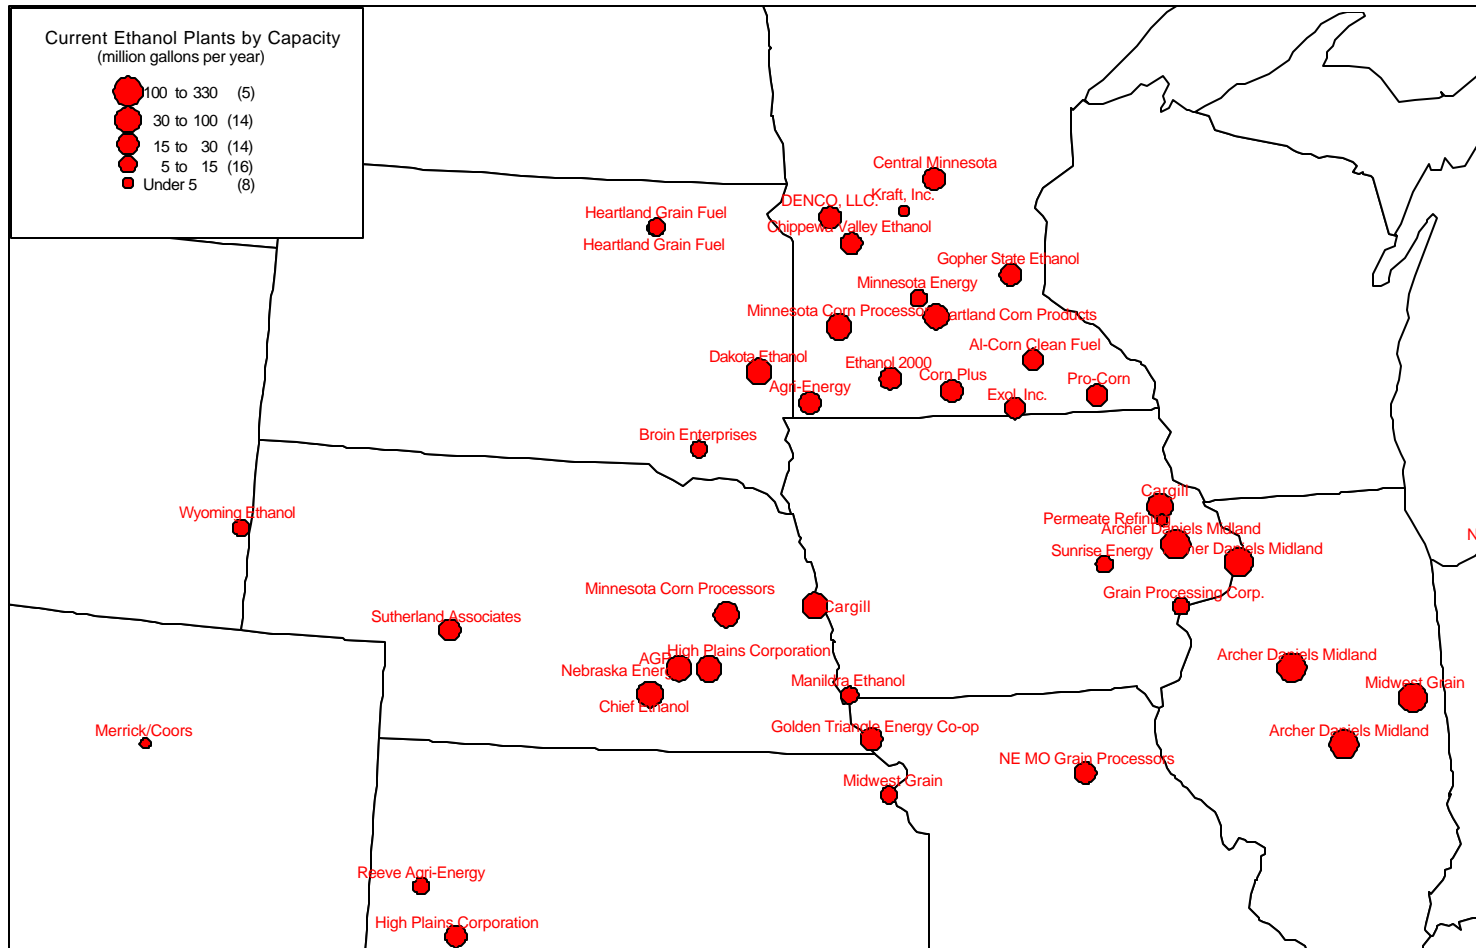 Current Ethanol Plants by Capacity
(million gallons per year)
100 to 330 (5)
30 to 100 (14)
15 to 30 (14)
5 to 15 (16)
Under 5 (8)
Central Minnesota
Kraft, Inc.
DENCO, LLC.
Heartland Grain Fuel
Chippewa Valley Ethanol
Heartland Grain Fuel
Gopher State Ethanol
Minnesota Energy
Minnesota Corn Processo
artland Corn Products
Al-Corn Clean Fuel
Dakota Ethanol
Ethanol 2000
Corn Plus
Pro-Corn
Agri-Energy
Exol, Inc.
Broin Enterprises
Cargill
Wyoming Ethanol
Permeate Refining
Archer Daniels Midland
N
Sunrise Energy
her Daniels Midland
Minnesota Corn Processors
Grain Processing Corp.
Cargill
Sutherland Associates
High Plains Corporation
AGP
Archer Daniels Midland
Nebraska Energy
Manildra Ethanol
Midwest Grain
Chief Ethanol
Golden Triangle Energy Co-op
Merrick/Coors
Archer Daniels Midland
NE MO Grain Processors
Midwest Grain
Reeve Agri-Energy
High Plains Corporation